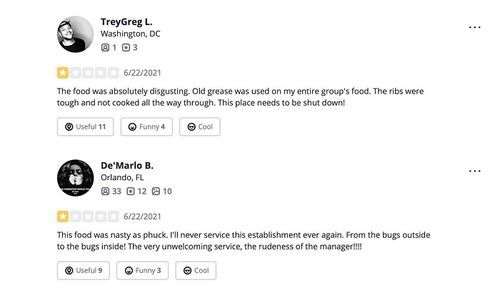 TreyGreg L.
Washington, DC
1 3
6/22/2021
The food was absolutely disgusting. Old grease was used on my entire group's food. The ribs were
tough and not cooked all the way through. This place needs to be shut down!
Useful 11 Funny 4 Cool
De'Marlo B.
Orlando, FL
33 12 10
6/22/2021
This food was nasty as phuck. I'll never service this establishment ever again. From the bugs outside
to the bugs inside! The very unwelcoming service, the rudeness of the manager!!!!
Useful 9 Funny 3 Cool